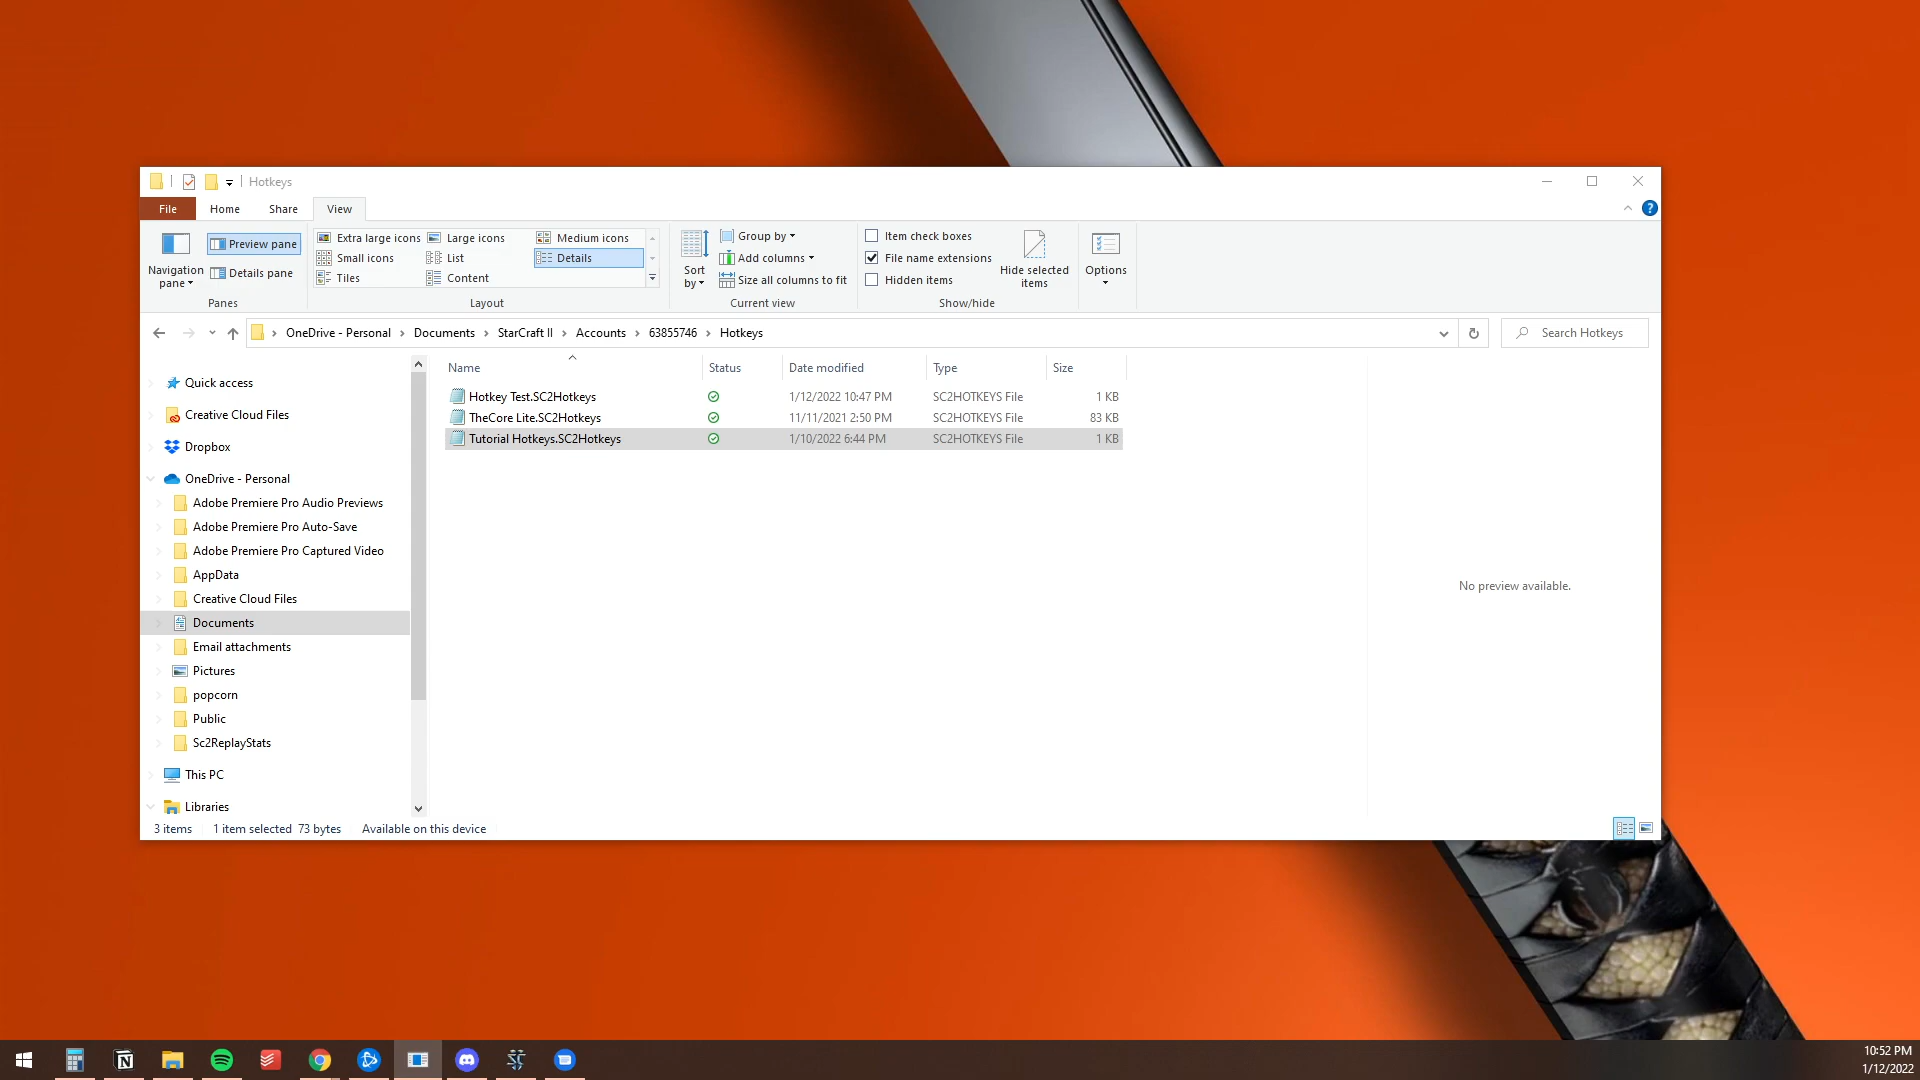 Hotkeys
File Home Share View
Navigation pane
Preview pane
Details pane
Panes
Extra large icons Large icons Medium icons
Small icons List Details
Tiles Content
Layout
Sort by
Group by
Add columns
Size all columns to fit
Current view
Item check boxes
File name extensions
Hidden items
Hide selected items
Show/hide
Options
OneDrive - Personal > Documents > StarCraft II > Accounts > 63855746 > Hotkeys
Search Hotkeys
Quick access
Creative Cloud Files
Dropbox
OneDrive - Personal
Adobe Premiere Pro Audio Previews
Adobe Premiere Pro Auto-Save
Adobe Premiere Pro Captured Video
AppData
Creative Cloud Files
Documents
Email attachments
Pictures
popcorn
Public
Sc2ReplayStats
This PC
Libraries
Name Status Date modified Type Size
Hotkey Test.SC2Hotkeys 1/12/2022 10:47 PM SC2HOTKEYS File 1 KB
TheCore Lite.SC2Hotkeys 11/11/2021 2:50 PM SC2HOTKEYS File 83 KB
Tutorial Hotkeys.SC2Hotkeys 1/10/2022 6:44 PM SC2HOTKEYS File 1 KB
No preview available.
3 items 1 item selected 73 bytes Available on this device
10:52 PM
1/12/2022